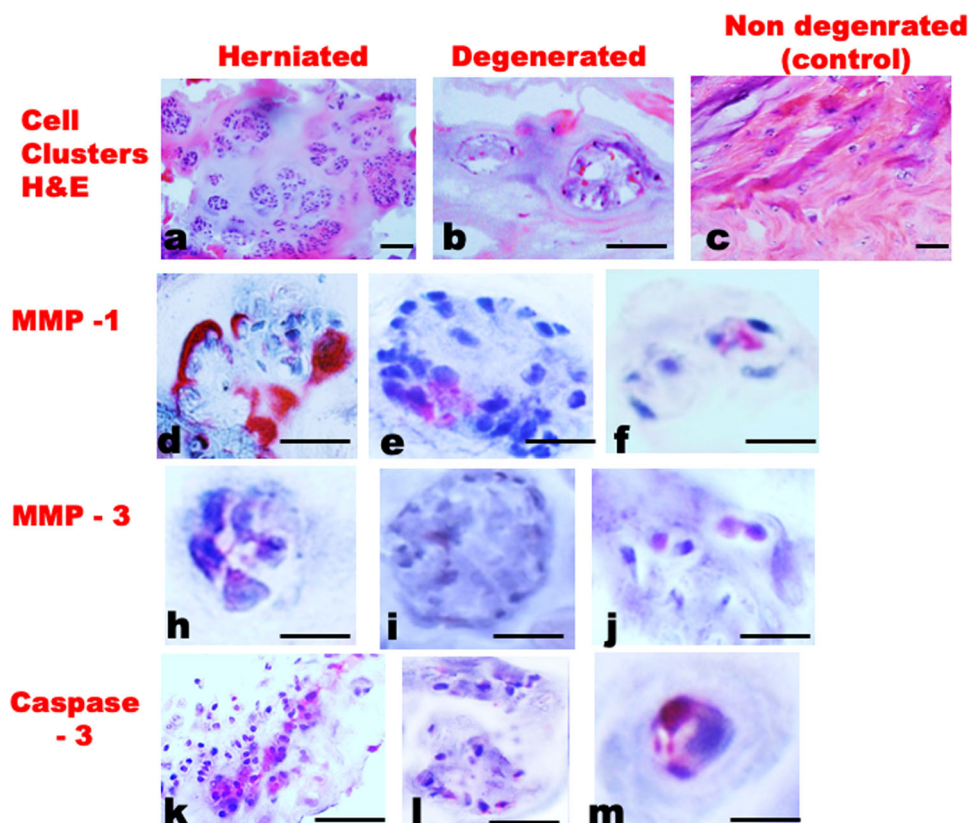 Herniated
Degenerated
Non degenrated
(control)
Cell
Clusters
H&E
a
b
c
MMP -1
d
e
f
MMP - 3
h
i
j
Caspase
- 3
k
l
m